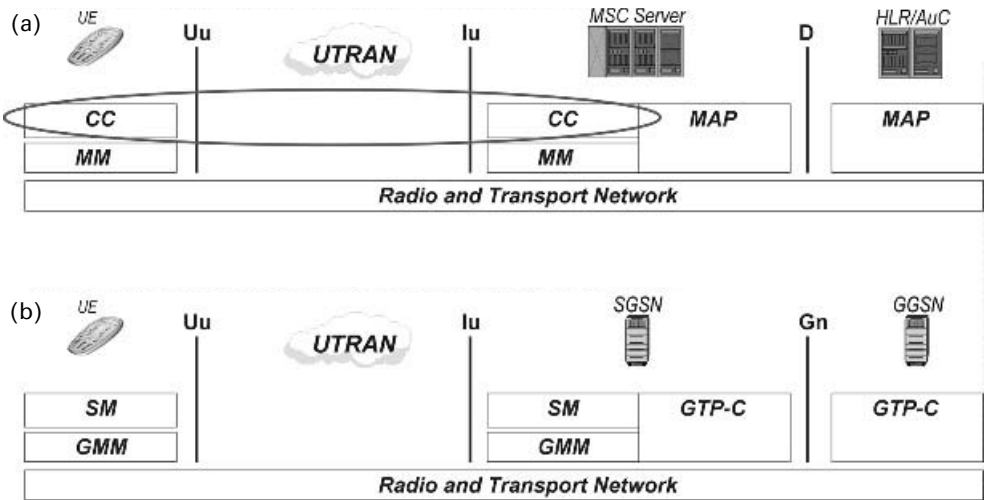 (a) UE Uu UTRAN Iu MSC Server D HLR/AuC
CC CC MAP MAP
MM MM
Radio and Transport Network
(b) UE Uu UTRAN Iu SGSN Gn GGSN
SM SM GTP-C GTP-C
GMM GMM
Radio and Transport Network